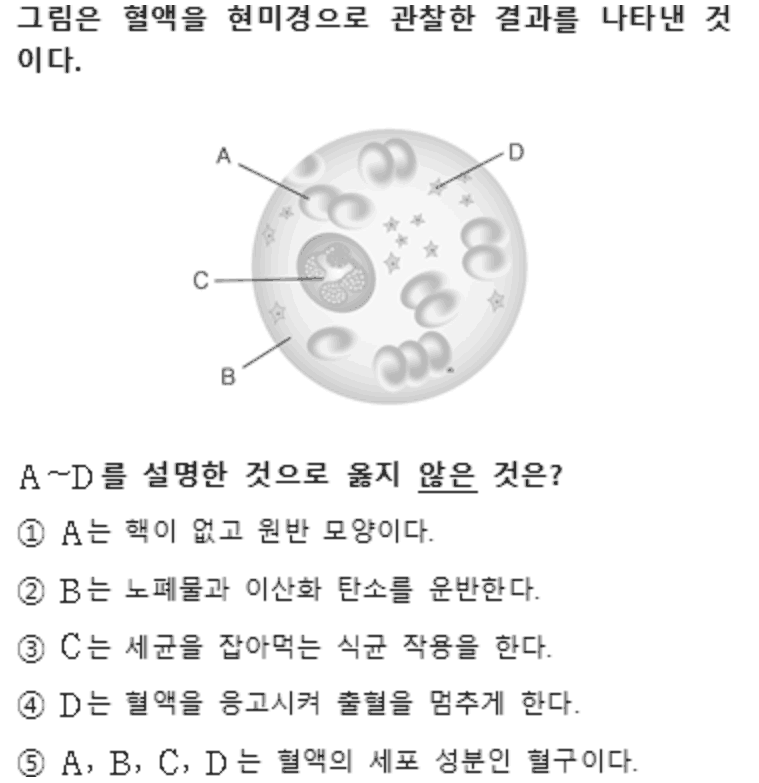 그림은 혈액을 현미경으로 관찰한 결과를 나타낸 것
이다.
A
D
C
B
A~D를 설명한 것으로 옳지 않은 것은?
① A는 핵이 없고 원반 모양이다.
② B는 노폐물과 이산화 탄소를 운반한다.
③ C는 세균을 잡아먹는 식균 작용을 한다.
④ D는 혈액을 응고시켜 출혈을 멈추게 한다.
⑤ A, B, C, D는 혈액의 세포 성분인 혈구이다.